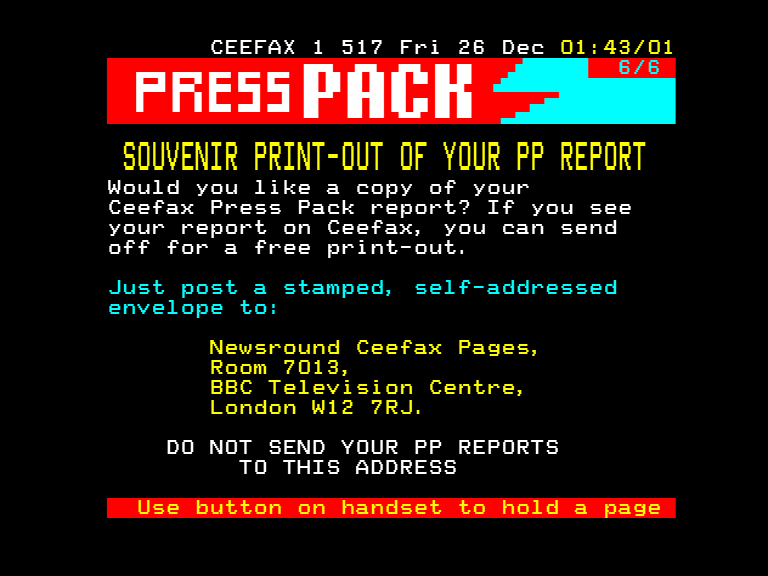 CEEFAX 1 517 Fri 26 Dec 01:43/01
PRESS PACK 6/6
SOUVENIR PRINT-OUT OF YOUR PP REPORT
Would you like a copy of your
Ceefax Press Pack report? If you see
your report on Ceefax, you can send
off for a free print-out.
Just post a stamped, self-addressed
envelope to:
Newsround Ceefax Pages,
Room 7013,
BBC Television Centre,
London W12 7RJ.
DO NOT SEND YOUR PP REPORTS
TO THIS ADDRESS
Use button on handset to hold a page